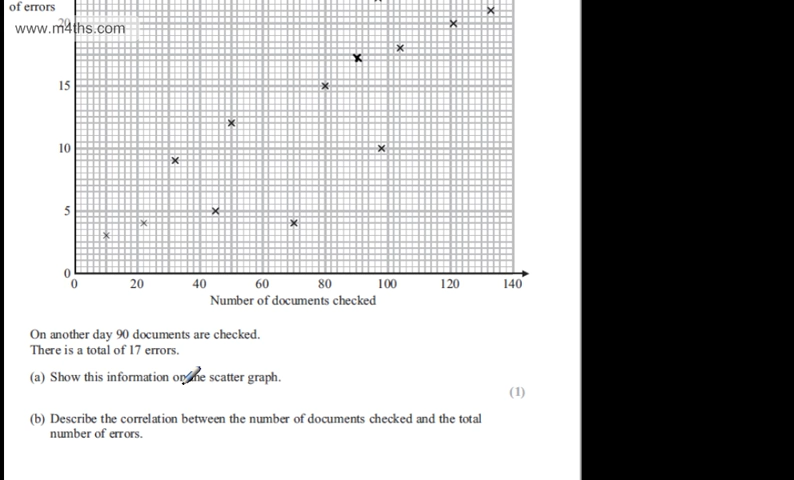 of errors
20
www.m4ths.com
15
10
5
0
0 20 40 60 80 100 120 140
Number of documents checked
On another day 90 documents are checked.
There is a total of 17 errors.
(a) Show this information on the scatter graph.
(1)
(b) Describe the correlation between the number of documents checked and the total
number of errors.